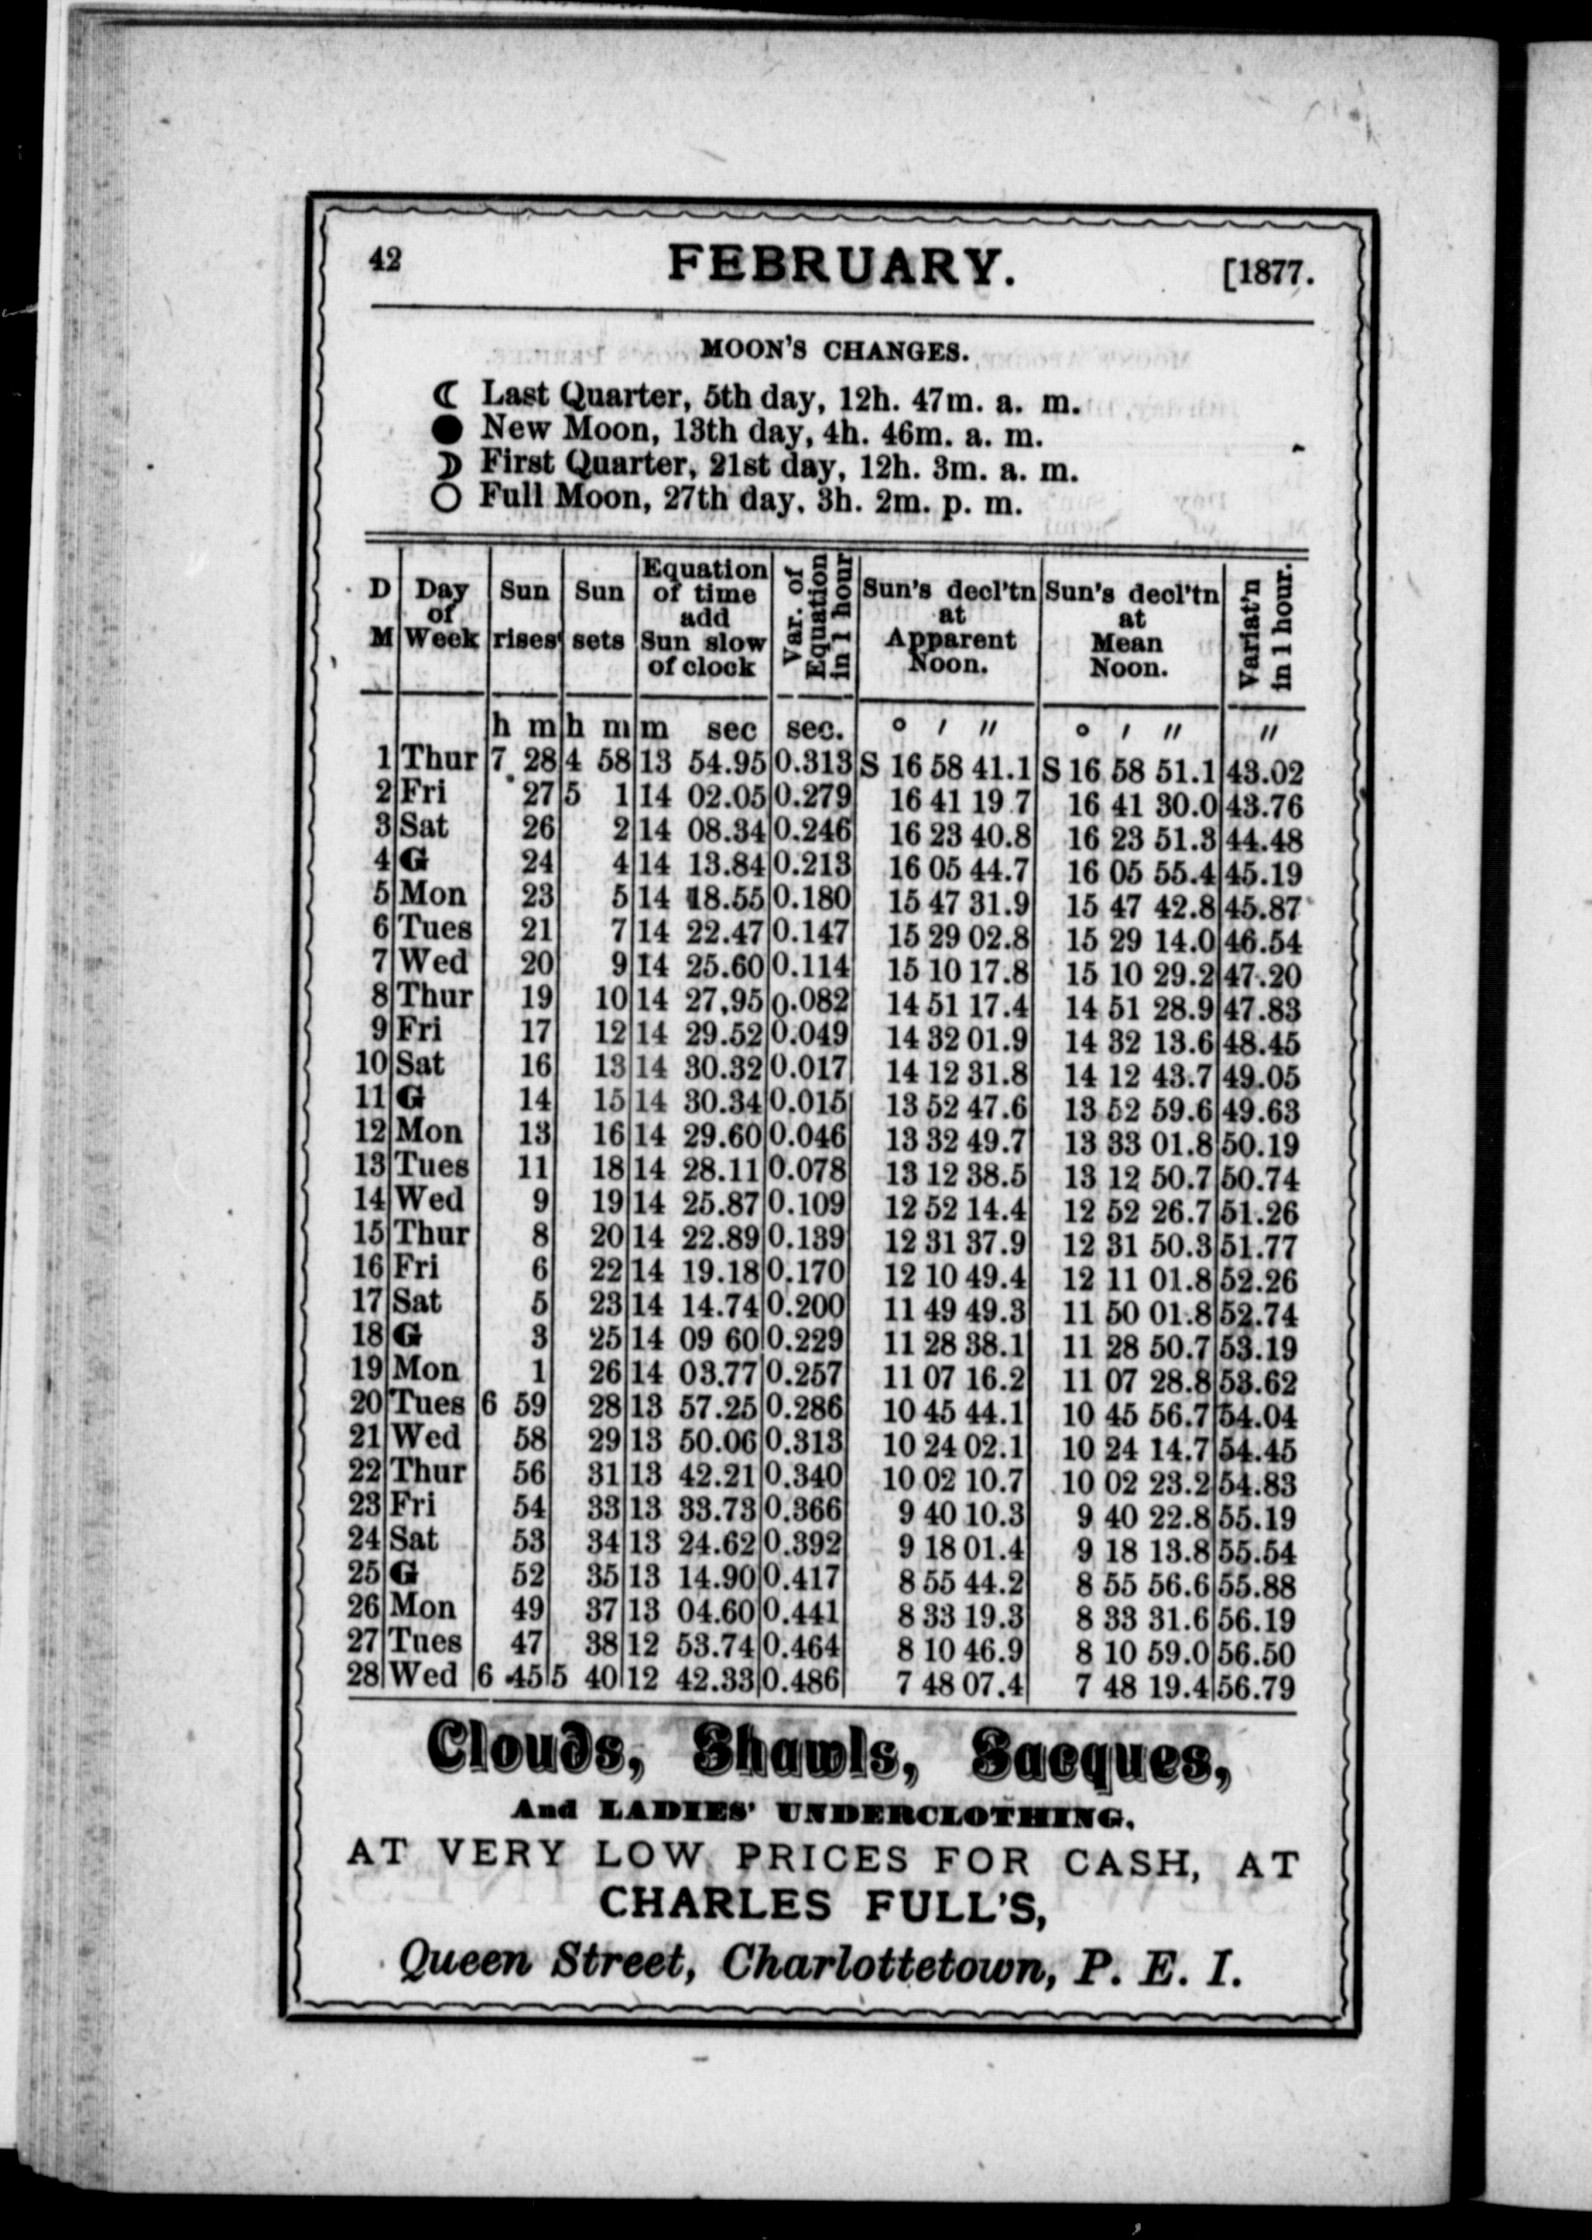 42 FEBRUARY. [1877.
MOON'S CHANGES.
☾ Last Quarter, 5th day, 12h. 47m. a. m.
● New Moon, 13th day, 4h. 46m. a. m.
☽ First Quarter, 21st day, 12h. 3m. a. m.
○ Full Moon, 27th day, 3h. 2m. p. m.
D M | Day of Week | Sun rises | Sun sets | Equation of time add Sun slow of clock | Var. of Equation in 1 hour | Sun's decl'tn at Apparent Noon. | Sun's decl'tn at Mean Noon. | Variat'n in 1 hour.
h m | h m | m sec | sec. | ° ′ ″ | ° ′ ″ | ″
1 Thur 7 28 4 58 13 54.95 0.313 S 16 58 41.1 S 16 58 51.1 43.02
2 Fri 27 5 1 14 02.05 0.279 16 41 19 7 16 41 30.0 43.76
3 Sat 26 2 14 08.34 0.246 16 23 40.8 16 23 51.3 44.48
4 G 24 4 14 13.84 0.213 16 05 44.7 16 05 55.4 45.19
5 Mon 23 5 14 18.55 0.180 15 47 31.9 15 47 42.8 45.87
6 Tues 21 7 14 22.47 0.147 15 29 02.8 15 29 14.0 46.54
7 Wed 20 9 14 25.60 0.114 15 10 17.8 15 10 29.2 47.20
8 Thur 19 10 14 27,95 0.082 14 51 17.4 14 51 28.9 47.83
9 Fri 17 12 14 29.52 0.049 14 32 01.9 14 32 13.6 48.45
10 Sat 16 13 14 30.32 0.017 14 12 31.8 14 12 43.7 49.05
11 G 14 15 14 30.34 0.015 13 52 47.6 13 52 59.6 49.63
12 Mon 13 16 14 29.60 0.046 13 32 49.7 13 33 01.8 50.19
13 Tues 11 18 14 28.11 0.078 13 12 38.5 13 12 50.7 50.74
14 Wed 9 19 14 25.87 0.109 12 52 14.4 12 52 26.7 51.26
15 Thur 8 20 14 22.89 0.139 12 31 37.9 12 31 50.3 51.77
16 Fri 6 22 14 19.18 0.170 12 10 49.4 12 11 01.8 52.26
17 Sat 5 23 14 14.74 0.200 11 49 49.3 11 50 01.8 52.74
18 G 3 25 14 09 60 0.229 11 28 38.1 11 28 50.7 53.19
19 Mon 1 26 14 03.77 0.257 11 07 16.2 11 07 28.8 53.62
20 Tues 6 59 28 13 57.25 0.286 10 45 44.1 10 45 56.7 54.04
21 Wed 58 29 13 50.06 0.313 10 24 02.1 10 24 14.7 54.45
22 Thur 56 31 13 42.21 0.340 10 02 10.7 10 02 23.2 54.83
23 Fri 54 33 13 33.73 0.366 9 40 10.3 9 40 22.8 55.19
24 Sat 53 34 13 24.62 0.392 9 18 01.4 9 18 13.8 55.54
25 G 52 35 13 14.90 0.417 8 55 44.2 8 55 56.6 55.88
26 Mon 49 37 13 04.60 0.441 8 33 19.3 8 33 31.6 56.19
27 Tues 47 38 12 53.74 0.464 8 10 46.9 8 10 59.0 56.50
28 Wed 6 45 5 40 12 42.33 0.486 7 48 07.4 7 48 19.4 56.79
Clouds, Shawls, Sacques,
And LADIES' UNDERCLOTHING.
AT VERY LOW PRICES FOR CASH, AT
CHARLES FULL'S,
Queen Street, Charlottetown, P. E. I.